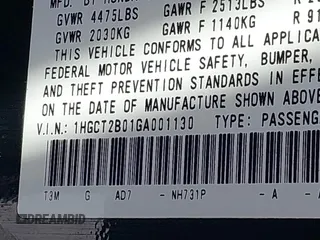 MFD. BY HONDA
GVWR 4475LBS GAWR F 2513LBS R
GVWR 2030KG GAWR F 1140KG R 91
THIS VEHICLE CONFORMS TO ALL APPLICA
FEDERAL MOTOR VEHICLE SAFETY, BUMPER,
AND THEFT PREVENTION STANDARDS IN EFFE
ON THE DATE OF MANUFACTURE SHOWN ABOVE
V.I.N.: 1HGCT2B01GA001130 TYPE: PASSENG
T3M G AD7 - NH731P - A - A
DREAMBID